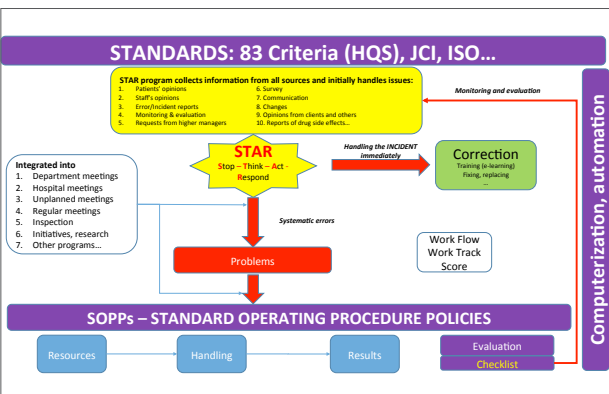 STANDARDS: 83 Criteria (HQS), JCI, ISO…
STAR program collects information from all sources and initially handles issues:
1. Patients' opinions
2. Staff's opinions
3. Error/Incident reports
4. Monitoring & evaluation
5. Requests from higher managers
6. Survey
7. Communication
8. Changes
9. Opinions from clients and others
10. Reports of drug side effects…
Monitoring and evaluation
STAR
Stop – Think – Act -
Respond
Handling the INCIDENT
immediately
Correction
Training (e-learning)
Fixing, replacing
…
Integrated into
1. Department meetings
2. Hospital meetings
3. Unplanned meetings
4. Regular meetings
5. Inspection
6. Initiatives, research
7. Other programs…
Systematic errors
Problems
Work Flow
Work Track
Score
Computerization, automation
SOPPs – STANDARD OPERATING PROCEDURE POLICIES
Resources
Handling
Results
Evaluation
Checklist